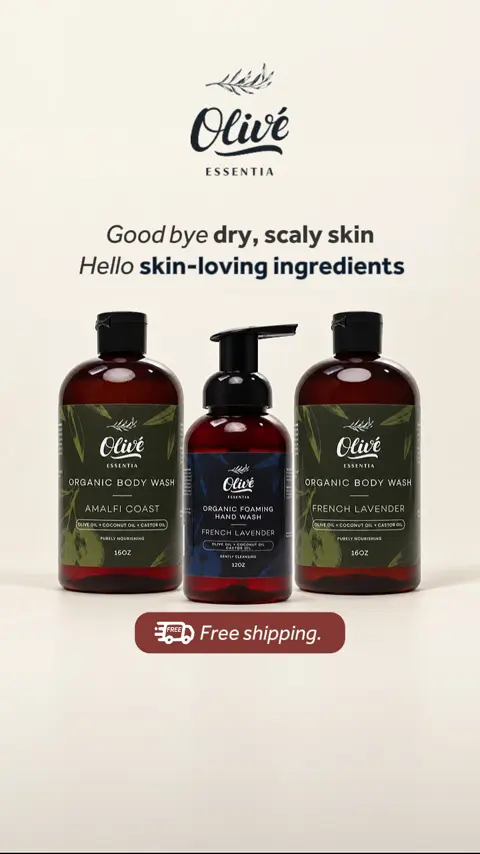 Olivé
ESSENTIA
Good bye dry, scaly skin
Hello skin-loving ingredients
Olivé
ESSENTIA
ORGANIC BODY WASH
AMALFI COAST
OLIVE OIL + COCONUT OIL + CASTOR OIL
PURELY NOURISHING
16OZ
Olivé
ESSENTIA
ORGANIC FOAMING
HAND WASH
FRENCH LAVENDER
OLIVE OIL + COCONUT OIL
CASTOR OIL
GENTLY CLEANSING
12OZ
Olivé
ESSENTIA
ORGANIC BODY WASH
FRENCH LAVENDER
OLIVE OIL + COCONUT OIL + CASTOR OIL
PURELY NOURISHING
16OZ
FREE
Free shipping.